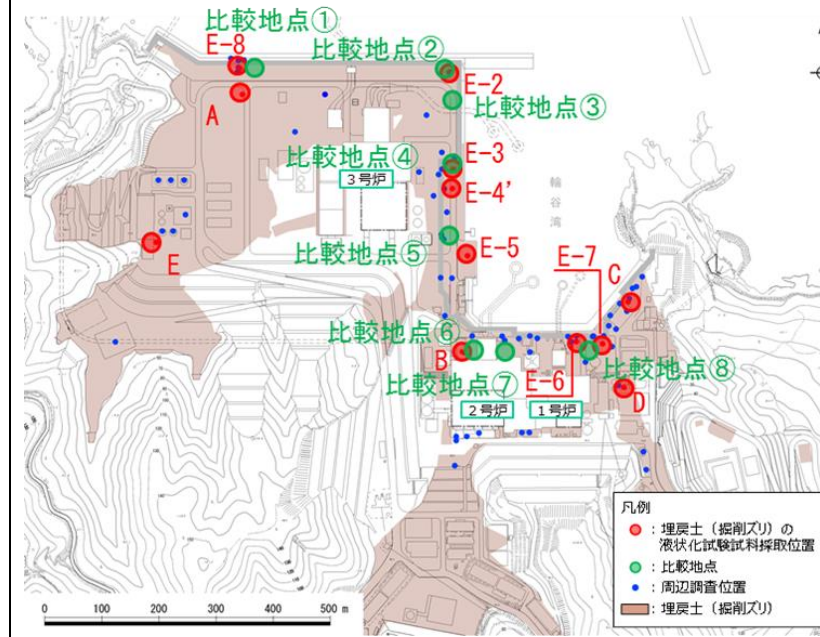 比較地点①
比較地点②
E-8
E-2
A
比較地点③
比較地点④
E-3
3号炉
E-4'
輪谷湾
比較地点⑤
E-5
E-7
C
E
比較地点⑥
B
E-6
比較地点⑧
比較地点⑦
D
2号炉
1号炉
凡例
：埋戻土（掘削ズリ）の
液状化試験試料採取位置
：比較地点
：周辺調査位置
：埋戻土（掘削ズリ）
0 100 200 300 400 500 m